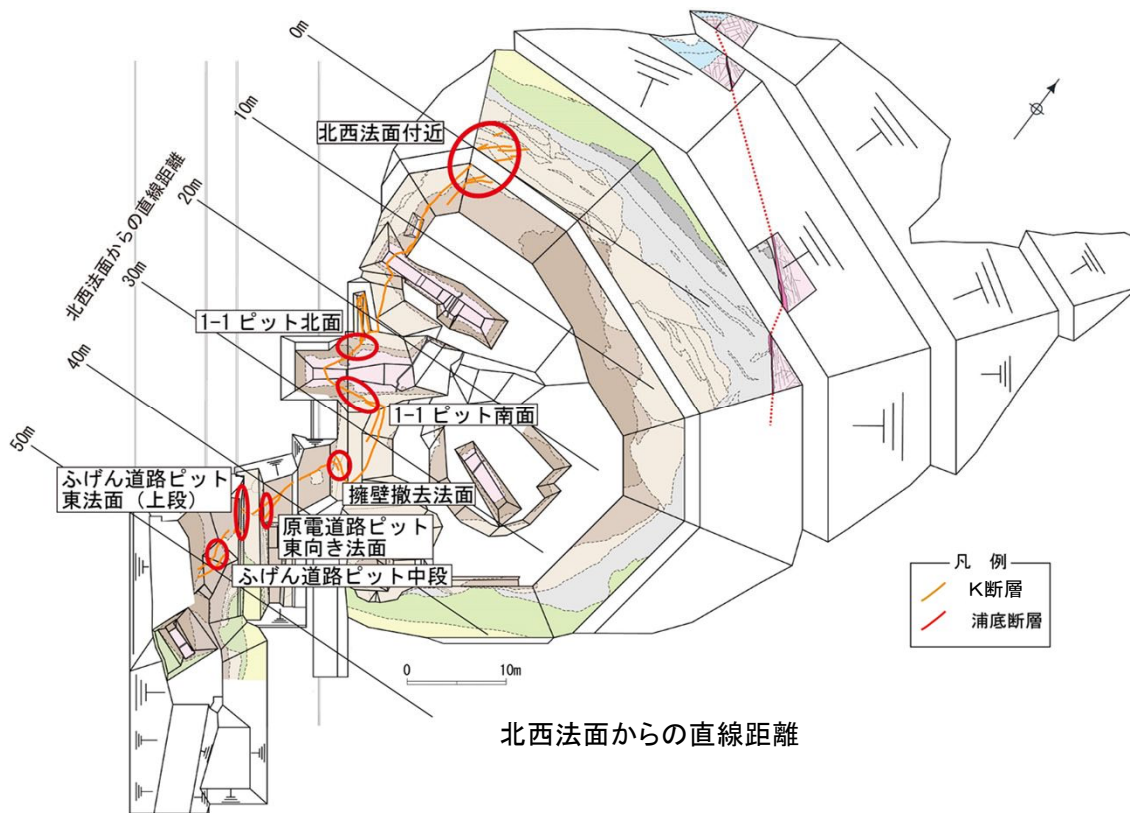 0m
10m
20m
30m
40m
50m
北西法面からの直線距離
北西法面付近
1-1 ピット北面
1-1 ピット南面
擁壁撤去法面
ふげん道路ピット
東法面（上段）
原電道路ピット
東向き法面
ふげん道路ピット中段
凡 例
K断層
浦底断層
0 10m
北西法面からの直線距離